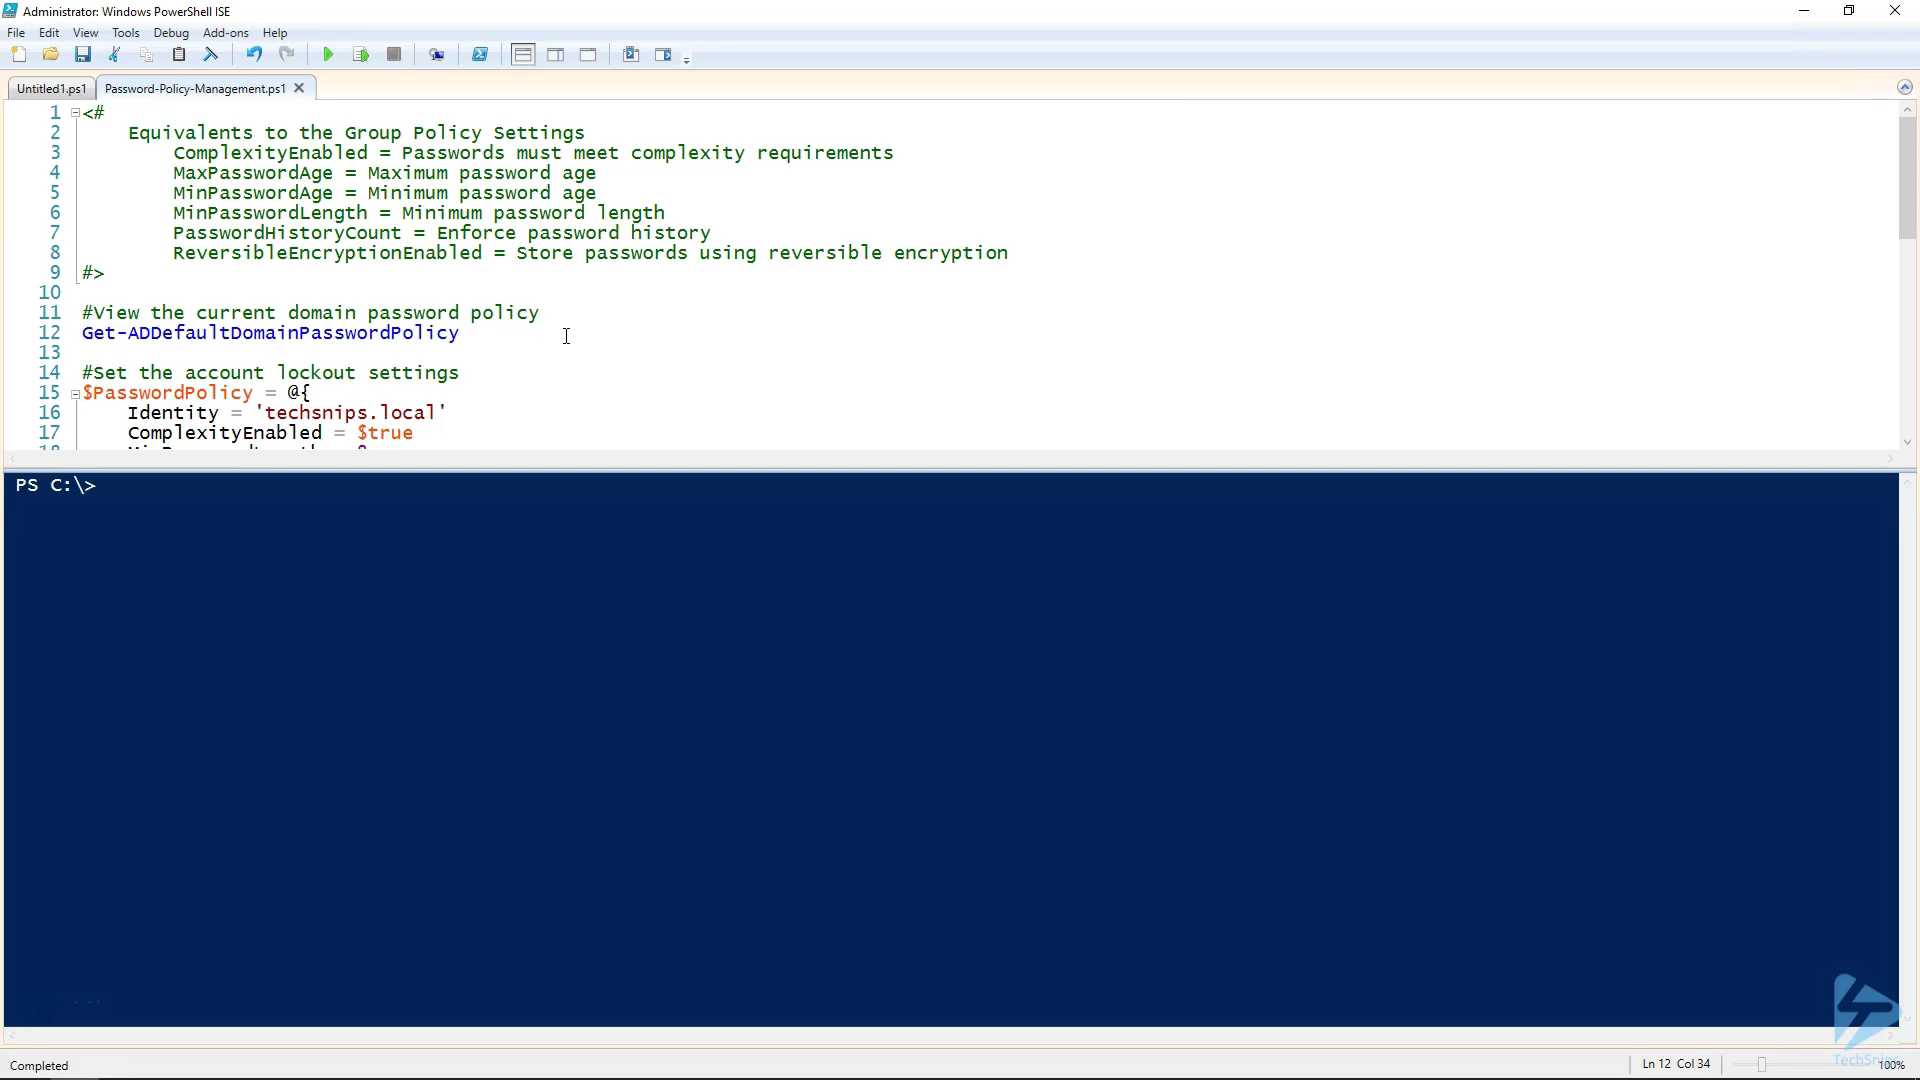 Administrator: Windows PowerShell ISE
File Edit View Tools Debug Add-ons Help
Untitled1.ps1 Password-Policy-Management.ps1
1 <#
2 Equivalents to the Group Policy Settings
3 ComplexityEnabled = Passwords must meet complexity requirements
4 MaxPasswordAge = Maximum password age
5 MinPasswordAge = Minimum password age
6 MinPasswordLength = Minimum password length
7 PasswordHistoryCount = Enforce password history
8 ReversibleEncryptionEnabled = Store passwords using reversible encryption
9 #>
10
11 #View the current domain password policy
12 Get-ADDefaultDomainPasswordPolicy
13
14 #Set the account lockout settings
15 $PasswordPolicy = @{
16 Identity = 'techsnips.local'
17 ComplexityEnabled = $true
PS C:\>
TechSnips
Completed
Ln 12 Col 34
100%